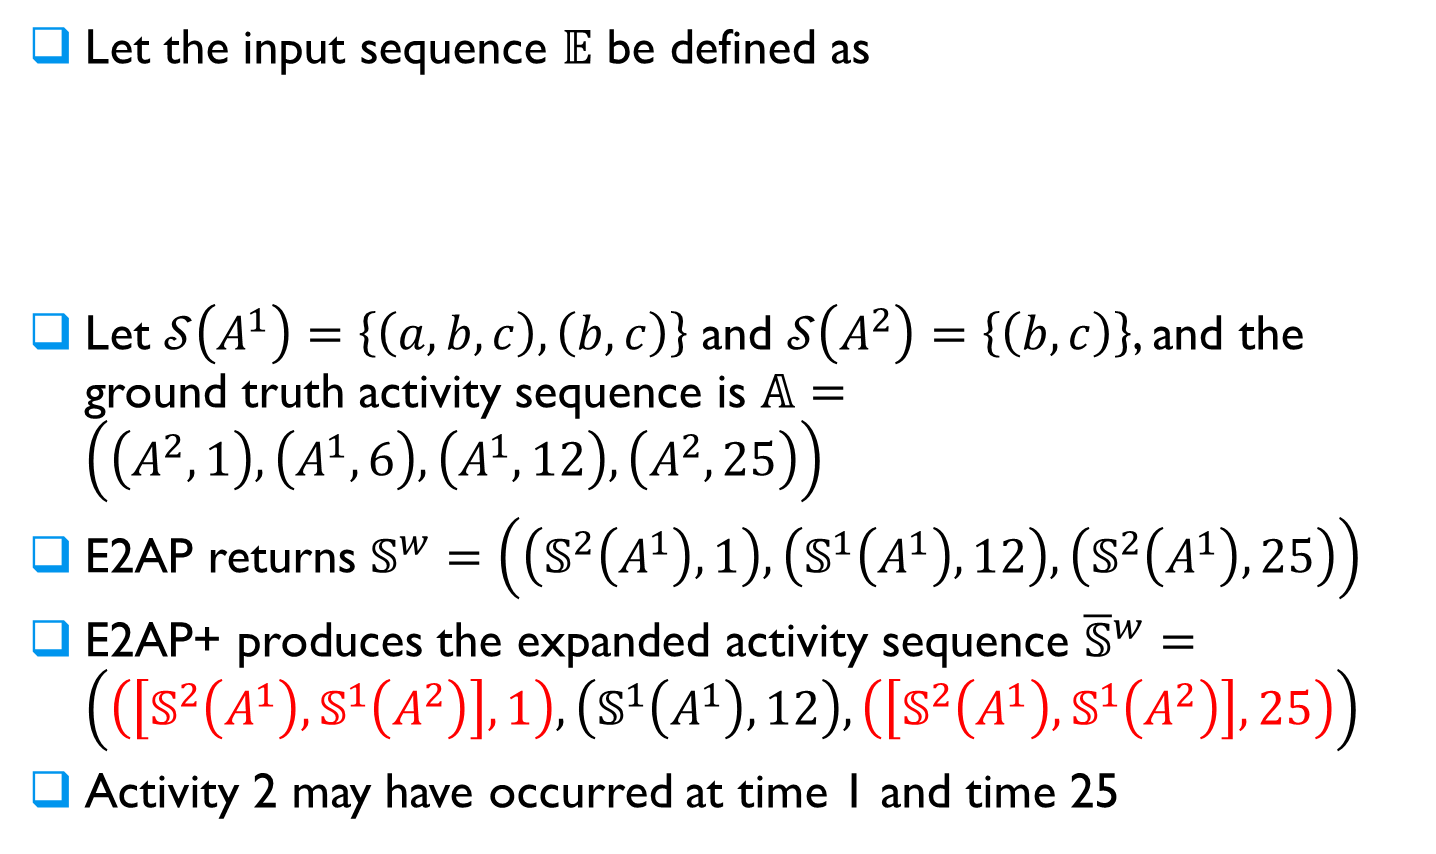 Let the input sequence 𝔼 be defined as
Let 𝒮(A¹) = {(a, b, c), (b, c)} and 𝒮(A²) = {(b, c)}, and the
ground truth activity sequence is 𝔸 =
((A², 1), (A¹, 6), (A¹, 12), (A², 25))
E2AP returns 𝕊ʷ = ((𝕊²(A¹), 1), (𝕊¹(A¹), 12), (𝕊²(A¹), 25))
E2AP+ produces the expanded activity sequence 𝕊̅ʷ =
(([𝕊²(A¹), 𝕊¹(A²)], 1), (𝕊¹(A¹), 12), ([𝕊²(A¹), 𝕊¹(A²)], 25))
Activity 2 may have occurred at time 1 and time 25